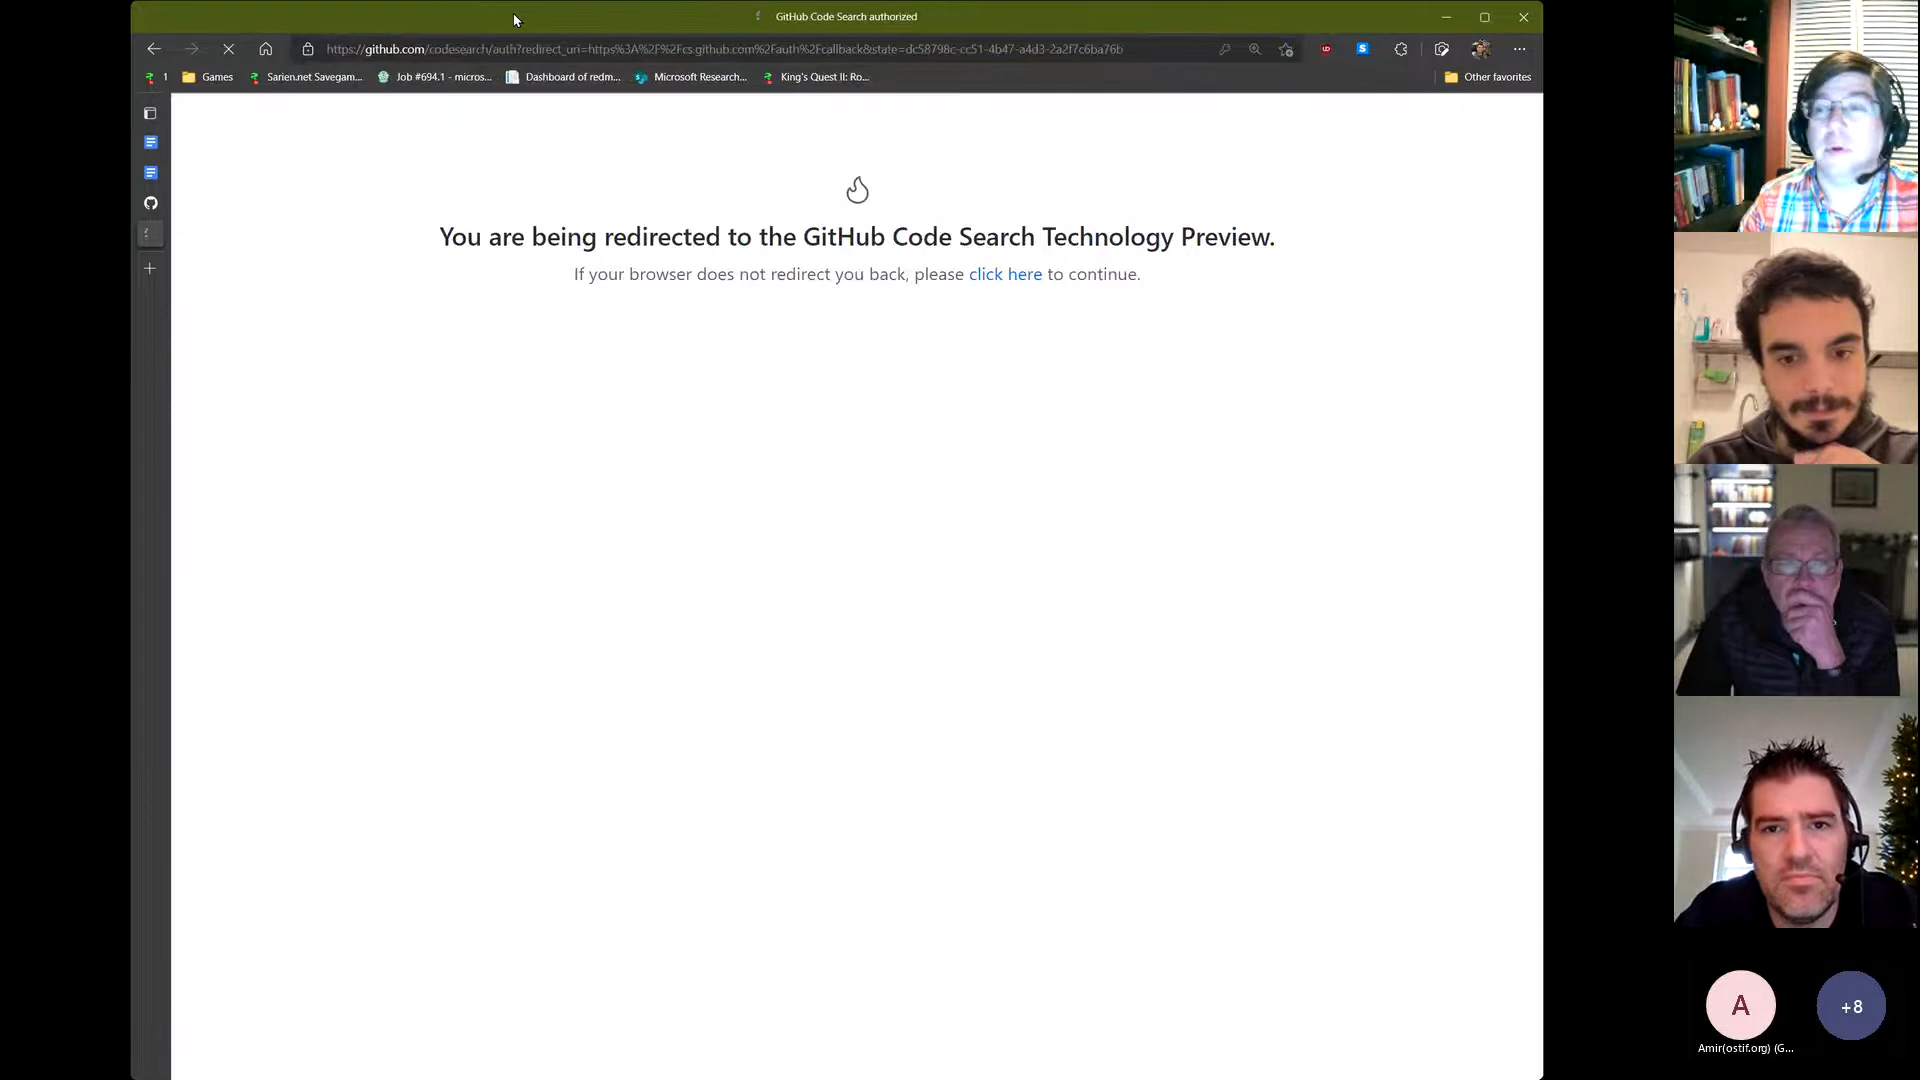 GitHub Code Search authorized
https://github.com/codesearch/auth?redirect_uri=https%3A%2F%2Fcs.github.com%2Fauth%2Fcallback&state=dc58798c-cc51-4b47-a4d3-2a2f7c6ba76b
1 Games Sarien.net Savegam... Job #694.1 - micros... Dashboard of redm... Microsoft Research... King's Quest II: Ro... Other favorites
You are being redirected to the GitHub Code Search Technology Preview.
If your browser does not redirect you back, please click here to continue.
A +8
Amir(ostif.org) (G...